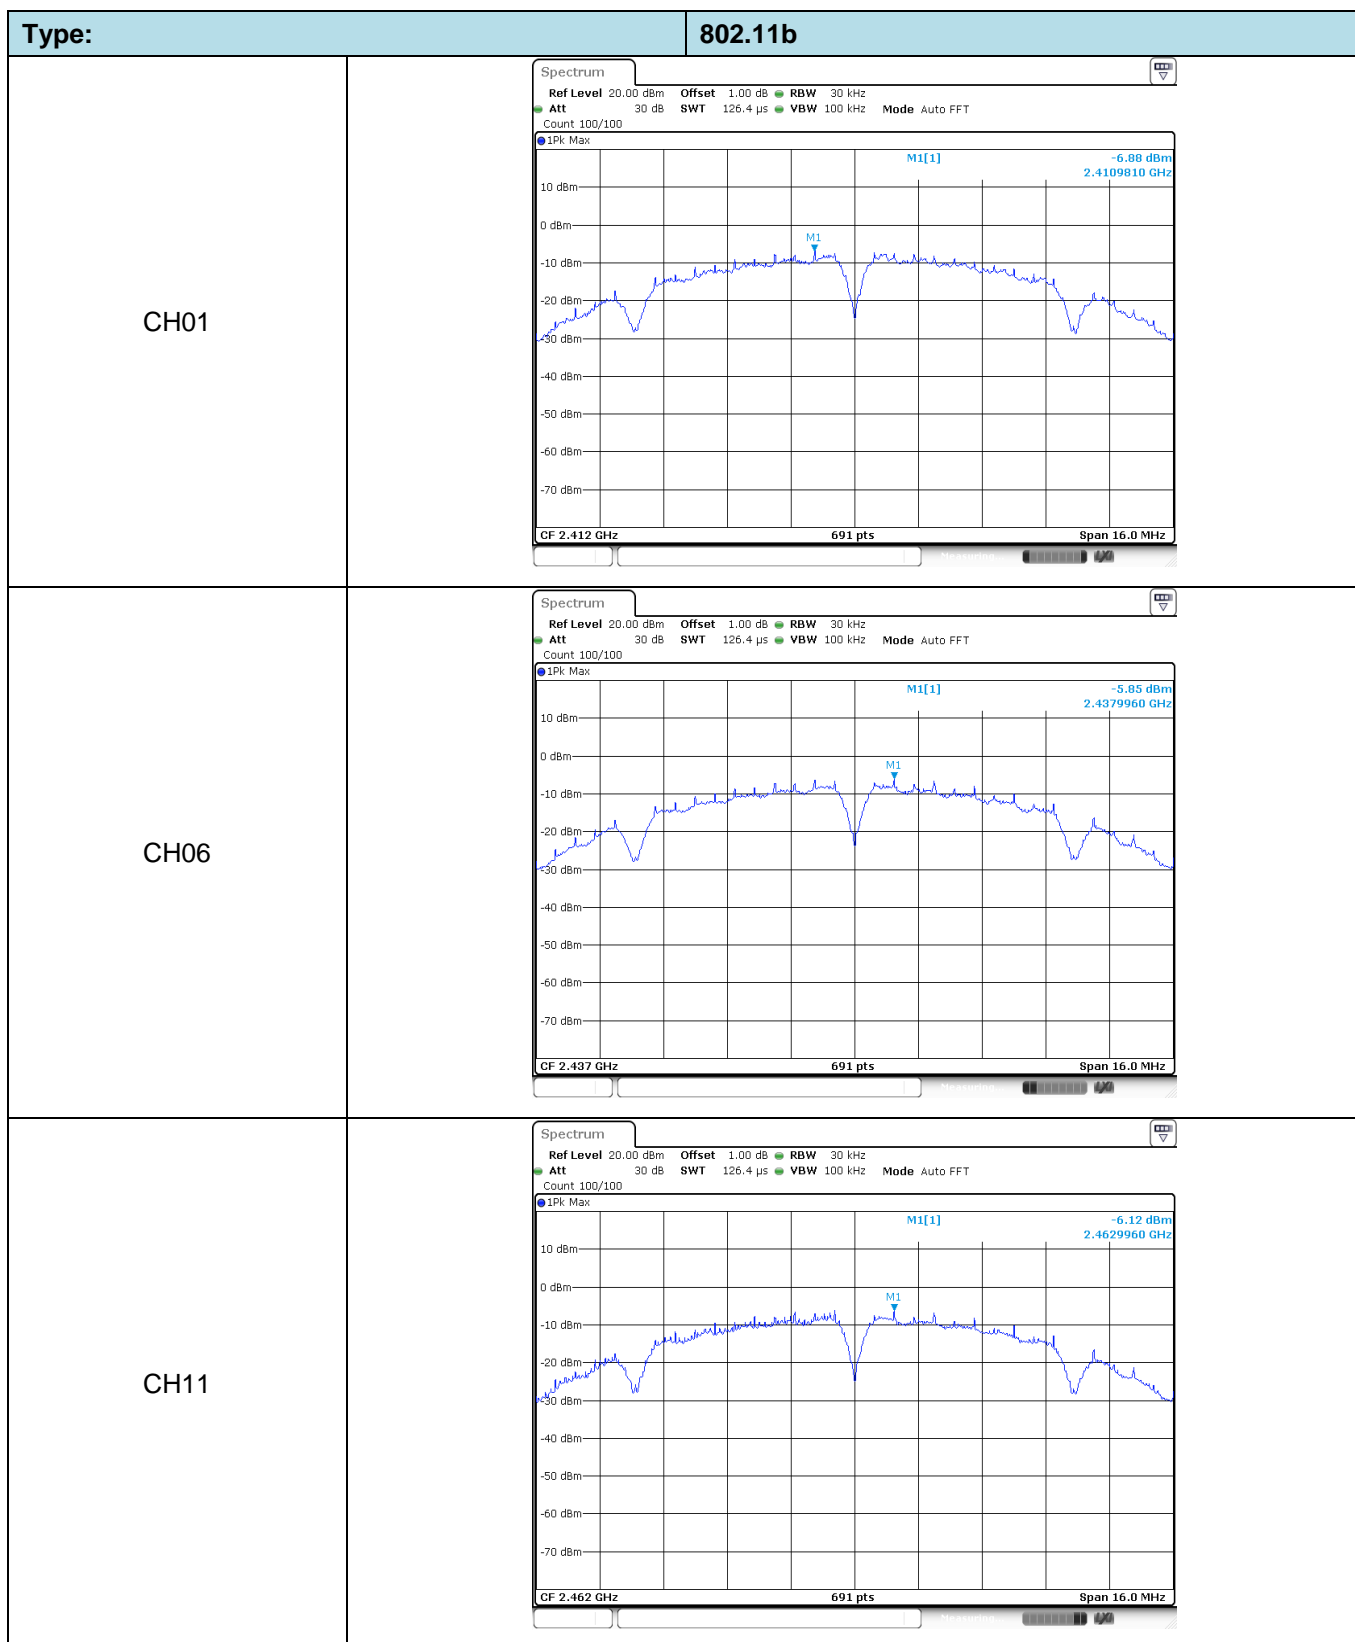 Type: 802.11b
CH01
Spectrum
Ref Level 20.00 dBm Offset 1.00 dB RBW 30 kHz
Att 30 dB SWT 126.4 µs VBW 100 kHz Mode Auto FFT
Count 100/100
1Pk Max
M1[1] -6.88 dBm
2.4109810 GHz
10 dBm
0 dBm
M1
-10 dBm
-20 dBm
-30 dBm
-40 dBm
-50 dBm
-60 dBm
-70 dBm
CF 2.412 GHz 691 pts Span 16.0 MHz
Measuring...
CH06
Spectrum
Ref Level 20.00 dBm Offset 1.00 dB RBW 30 kHz
Att 30 dB SWT 126.4 µs VBW 100 kHz Mode Auto FFT
Count 100/100
1Pk Max
M1[1] -5.85 dBm
2.4379960 GHz
10 dBm
0 dBm
M1
-10 dBm
-20 dBm
-30 dBm
-40 dBm
-50 dBm
-60 dBm
-70 dBm
CF 2.437 GHz 691 pts Span 16.0 MHz
Measuring...
CH11
Spectrum
Ref Level 20.00 dBm Offset 1.00 dB RBW 30 kHz
Att 30 dB SWT 126.4 µs VBW 100 kHz Mode Auto FFT
Count 100/100
1Pk Max
M1[1] -6.12 dBm
2.4629960 GHz
10 dBm
0 dBm
M1
-10 dBm
-20 dBm
-30 dBm
-40 dBm
-50 dBm
-60 dBm
-70 dBm
CF 2.462 GHz 691 pts Span 16.0 MHz
Measuring...